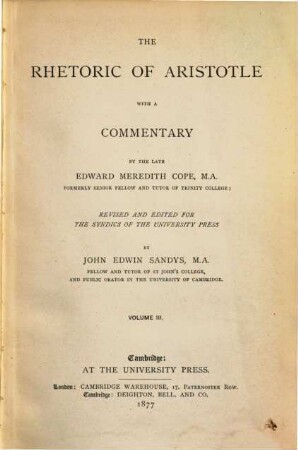 THE
RHETORIC OF ARISTOTLE
WITH A
COMMENTARY
BY THE LATE
EDWARD MEREDITH COPE, M.A.
FORMERLY SENIOR FELLOW AND TUTOR OF TRINITY COLLEGE;
REVISED AND EDITED FOR
THE SYNDICS OF THE UNIVERSITY PRESS
BY
JOHN EDWIN SANDYS, M.A.
FELLOW AND TUTOR OF ST JOHN'S COLLEGE,
AND PUBLIC ORATOR IN THE UNIVERSITY OF CAMBRIDGE.
VOLUME III.
Cambridge:
AT THE UNIVERSITY PRESS.
London: CAMBRIDGE WAREHOUSE, 17, PATERNOSTER ROW.
Cambridge: DEIGHTON, BELL, AND CO.
1877